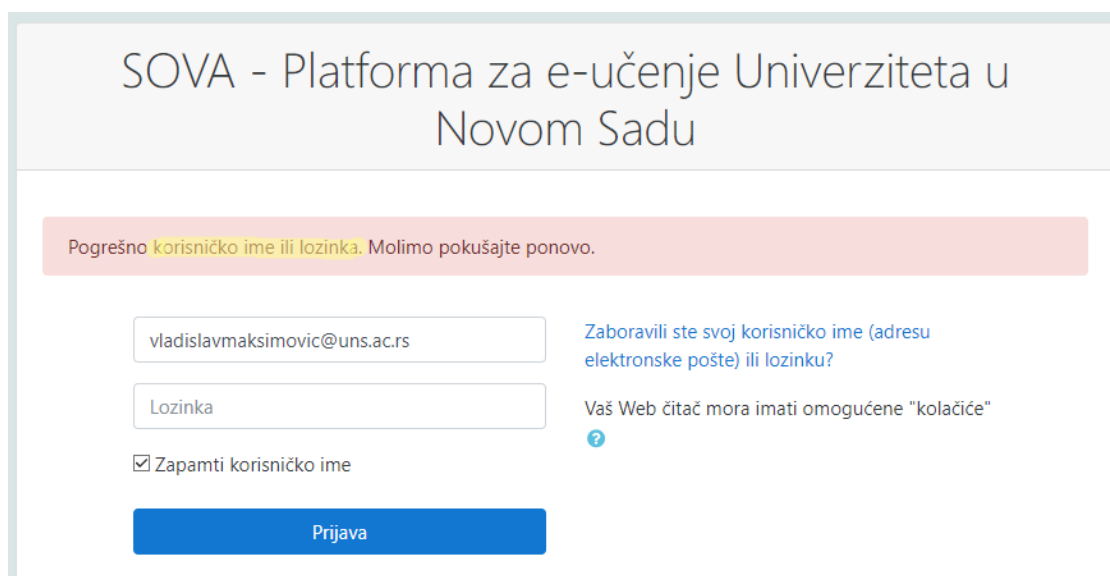 SOVA - Platforma za e-učenje Univerziteta u
Novom Sadu
Pogrešno korisničko ime ili lozinka. Molimo pokušajte ponovo.
vladislavmaksimovic@uns.ac.rs
Lozinka
Zapamti korisničko ime
Prijava
Zaboravili ste svoj korisničko ime (adresu
elektronske pošte) ili lozinku?
Vaš Web čitač mora imati omogućene "kolačiće"
?